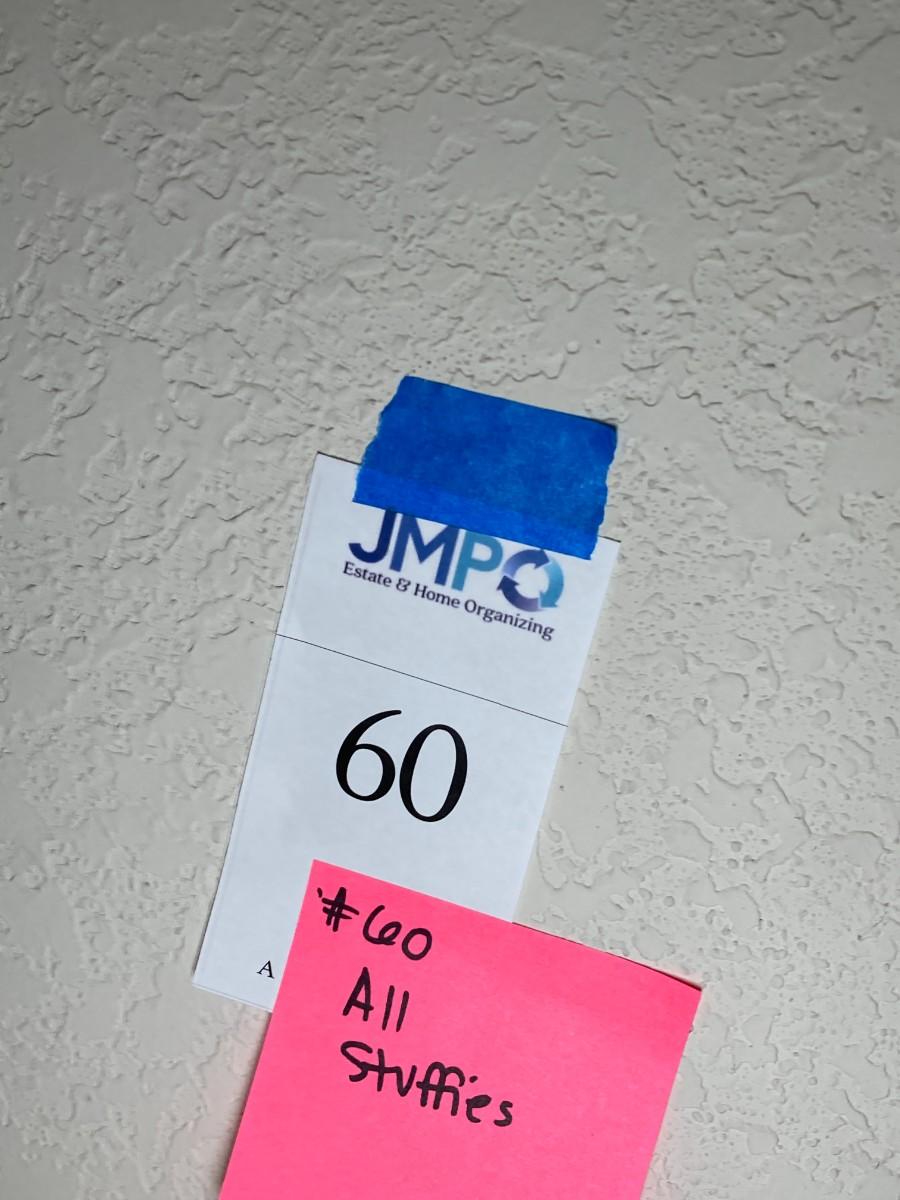 JMPO
Estate & Home Organizing
60
A
#60
All
Stuffies